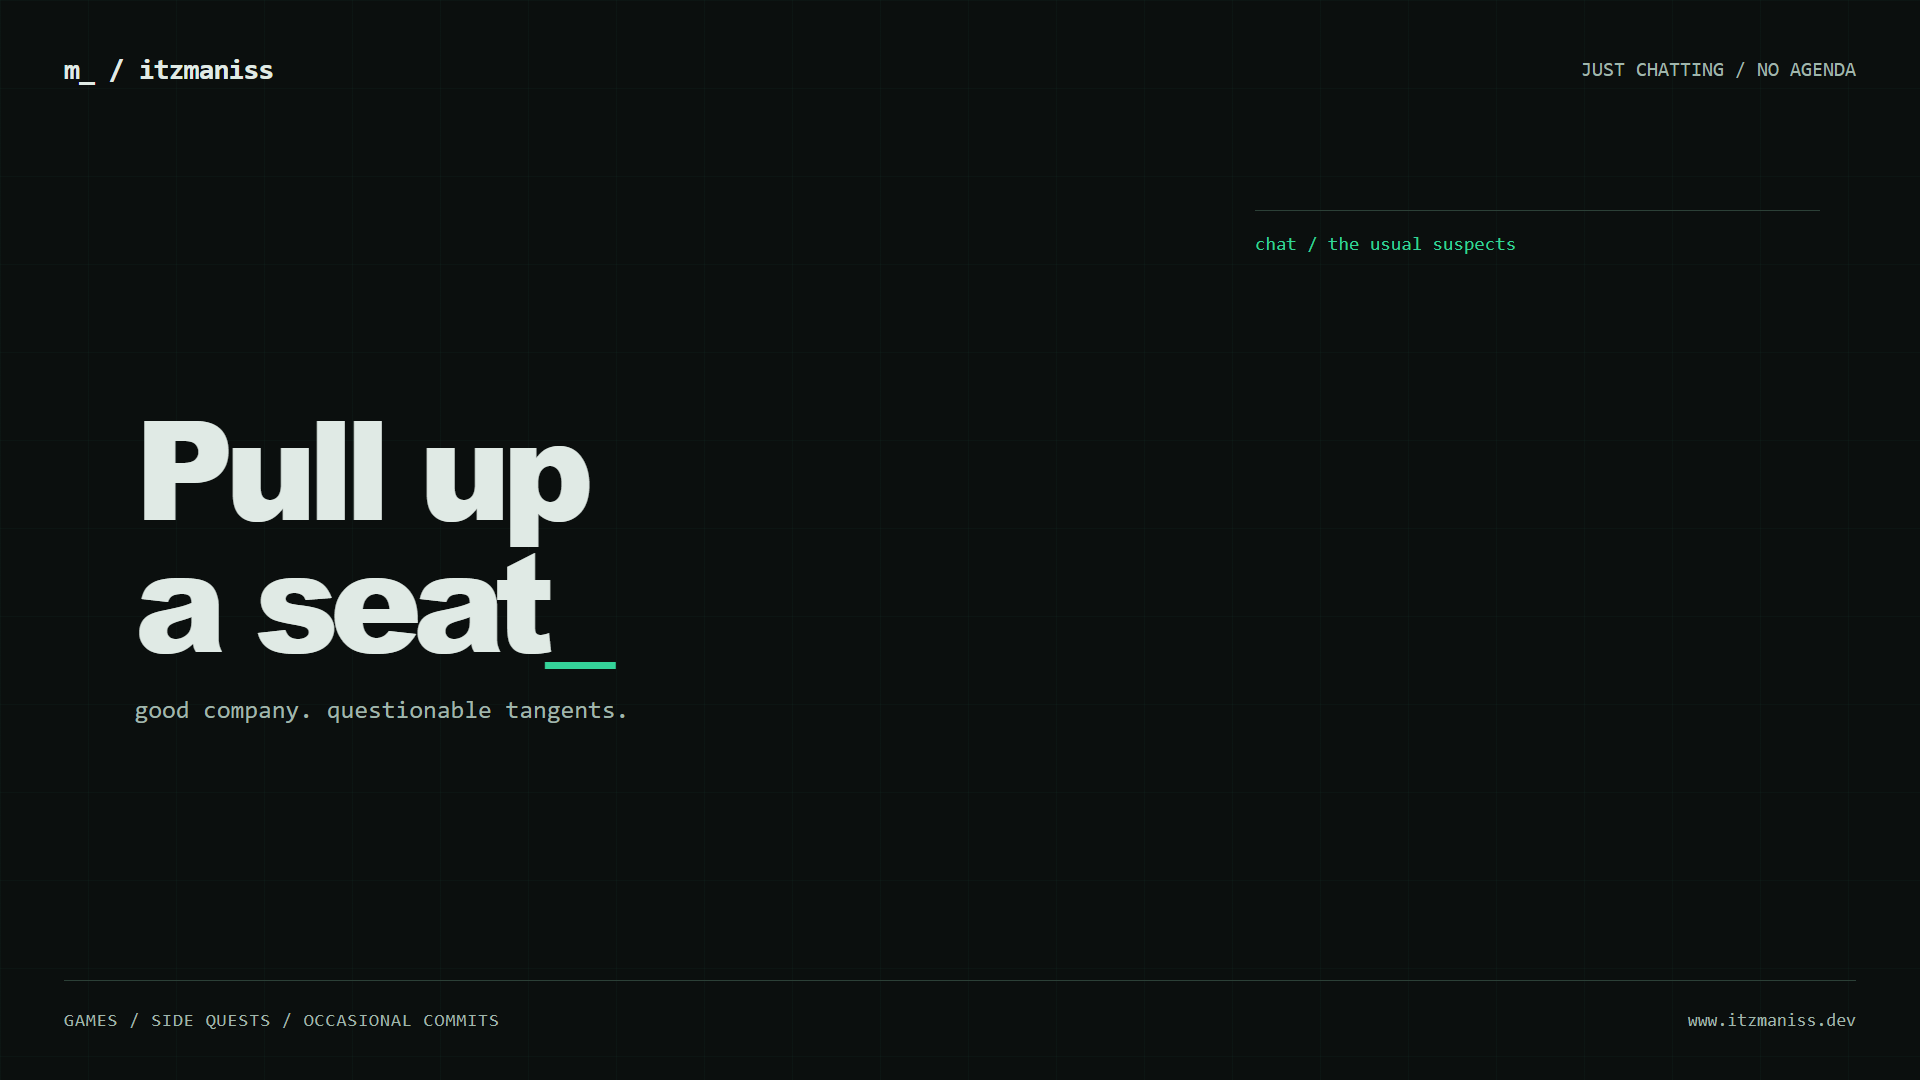 m_ / itzmaniss
JUST CHATTING / NO AGENDA
chat / the usual suspects
Pull up
a seat_
good company. questionable tangents.
GAMES / SIDE QUESTS / OCCASIONAL COMMITS
www.itzmaniss.dev